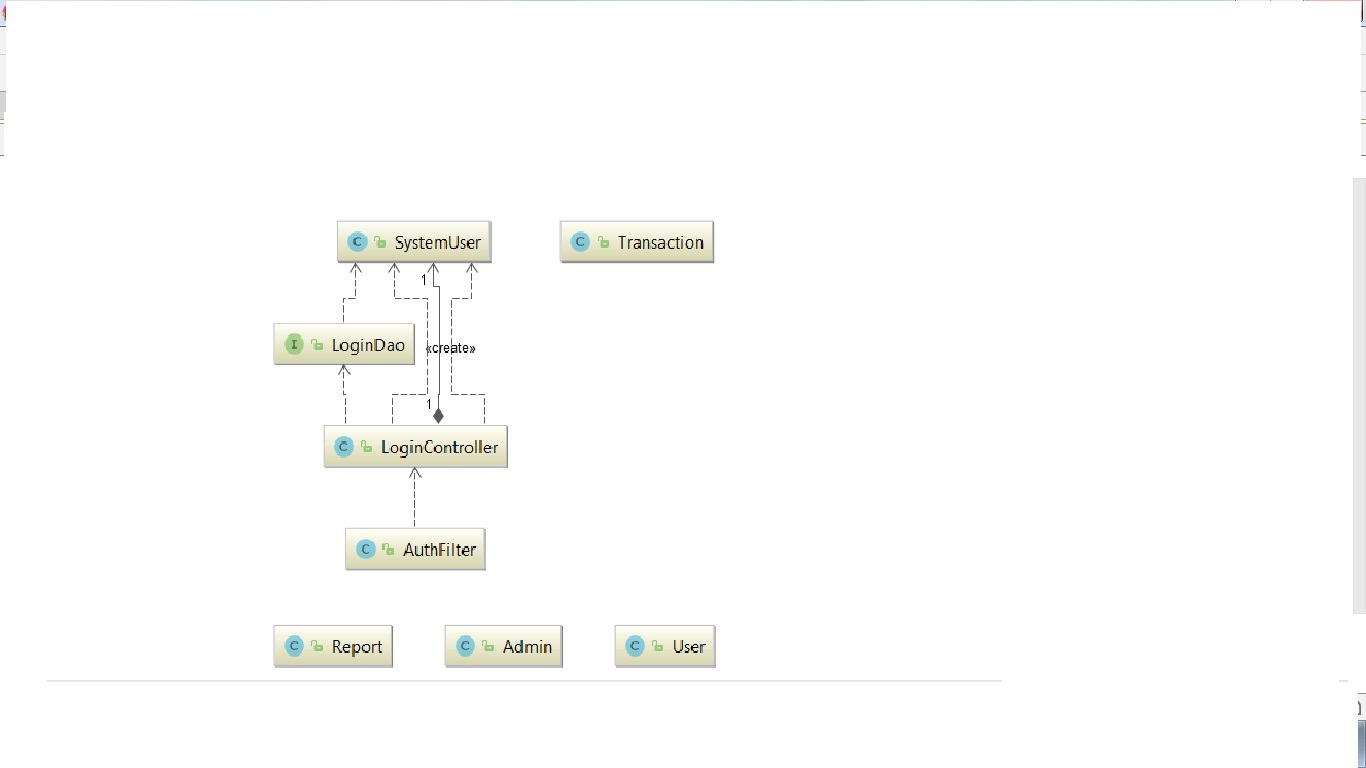 C SystemUser
C Transaction
1
I LoginDao
«create»
1
C LoginController
C AuthFilter
C Report
C Admin
C User